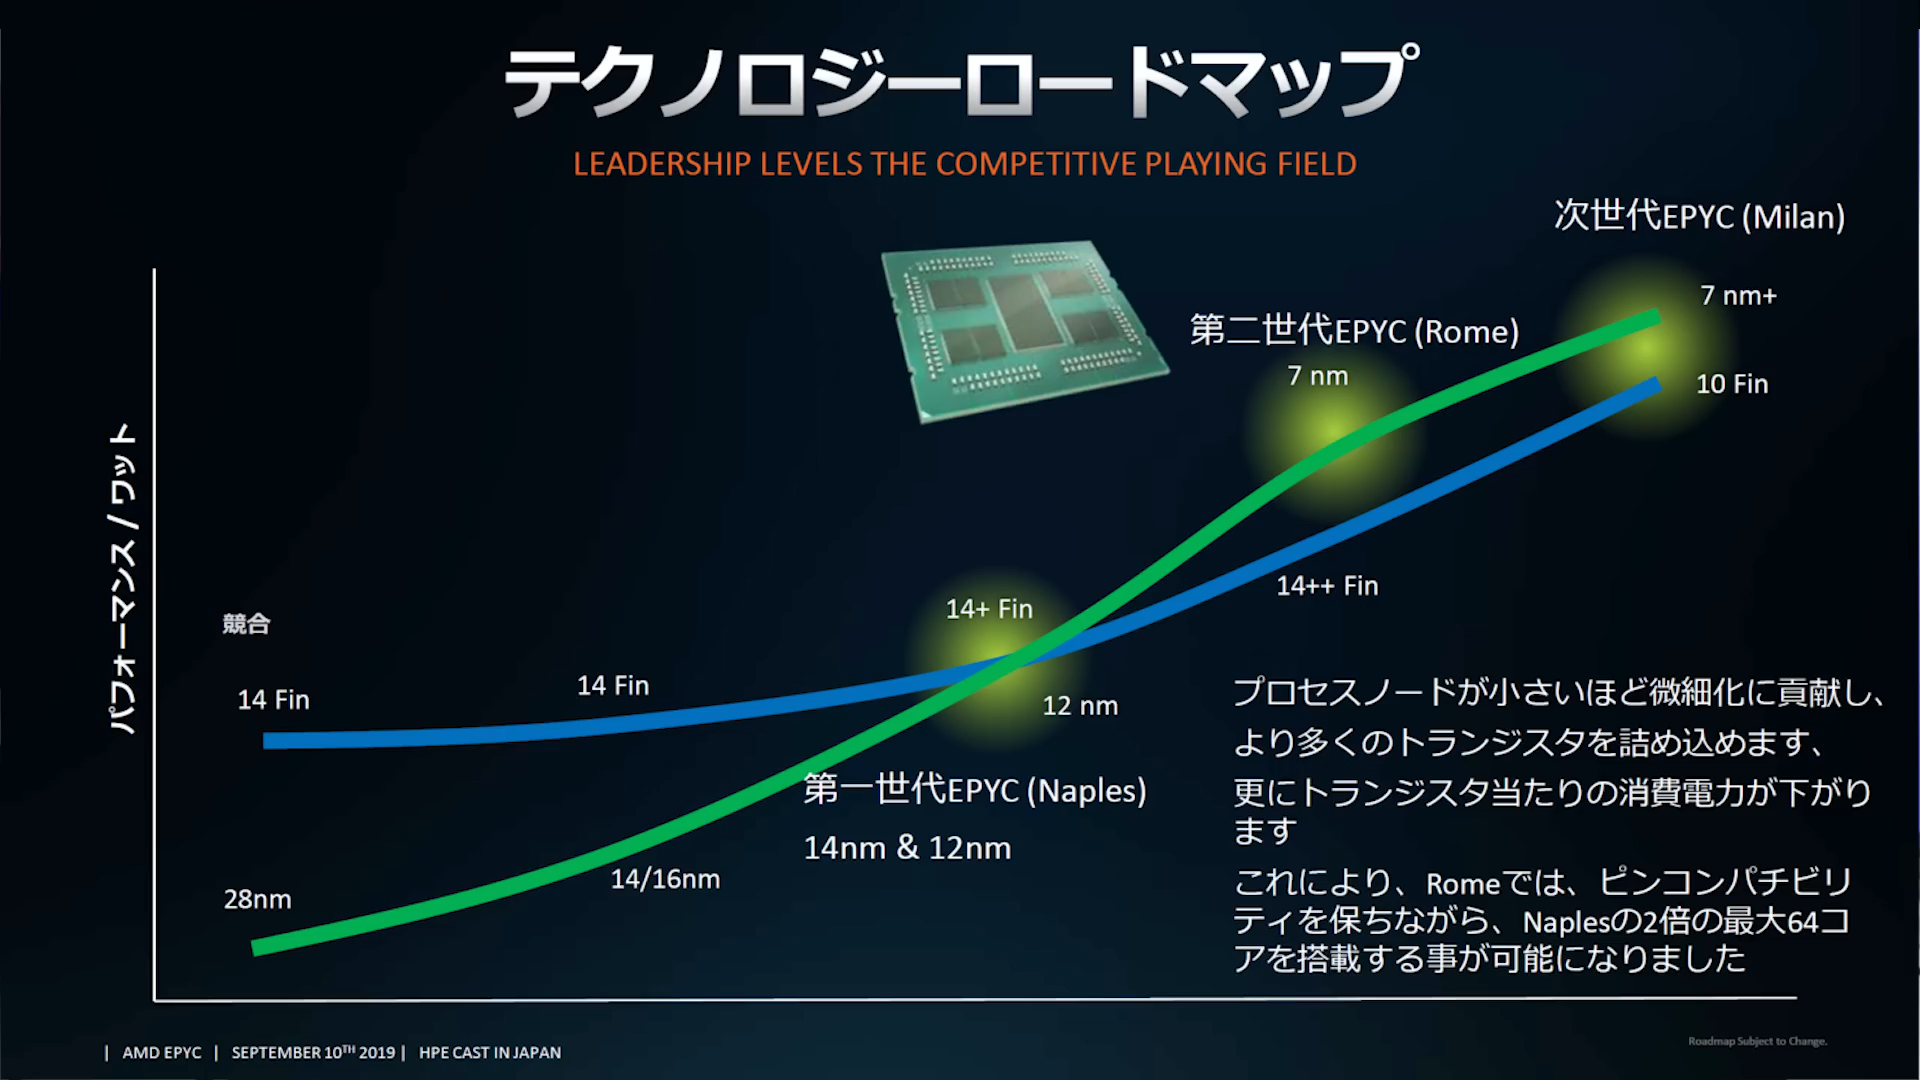 テクノロジーロードマップ
LEADERSHIP LEVELS THE COMPETITIVE PLAYING FIELD
次世代EPYC (Milan)
7 nm+
第二世代EPYC (Rome)
7 nm
10 Fin
パフォーマンス / ワット
14++ Fin
14+ Fin
競合
14 Fin
14 Fin
12 nm
第一世代EPYC (Naples)
14nm & 12nm
14/16nm
28nm
プロセスノードが小さいほど微細化に貢献し、
より多くのトランジスタを詰め込めます、
更にトランジスタ当たりの消費電力が下がり
ます
これにより、Romeでは、ピンコンパチビリ
ティを保ちながら、Naplesの2倍の最大64コ
アを搭載する事が可能になりました
| AMD EPYC | SEPTEMBER 10TH 2019 | HPE CAST IN JAPAN
Roadmap Subject to Change.